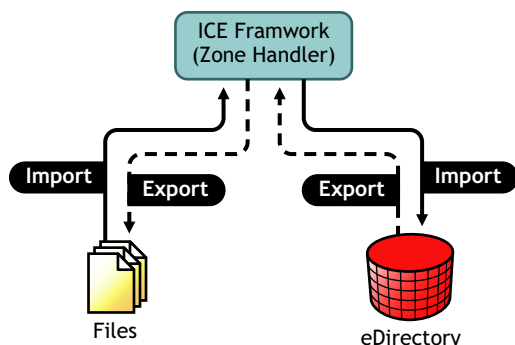 ICE Framwork
(Zone Handler)
Import
Export
Export
Import
Files
eDirectory